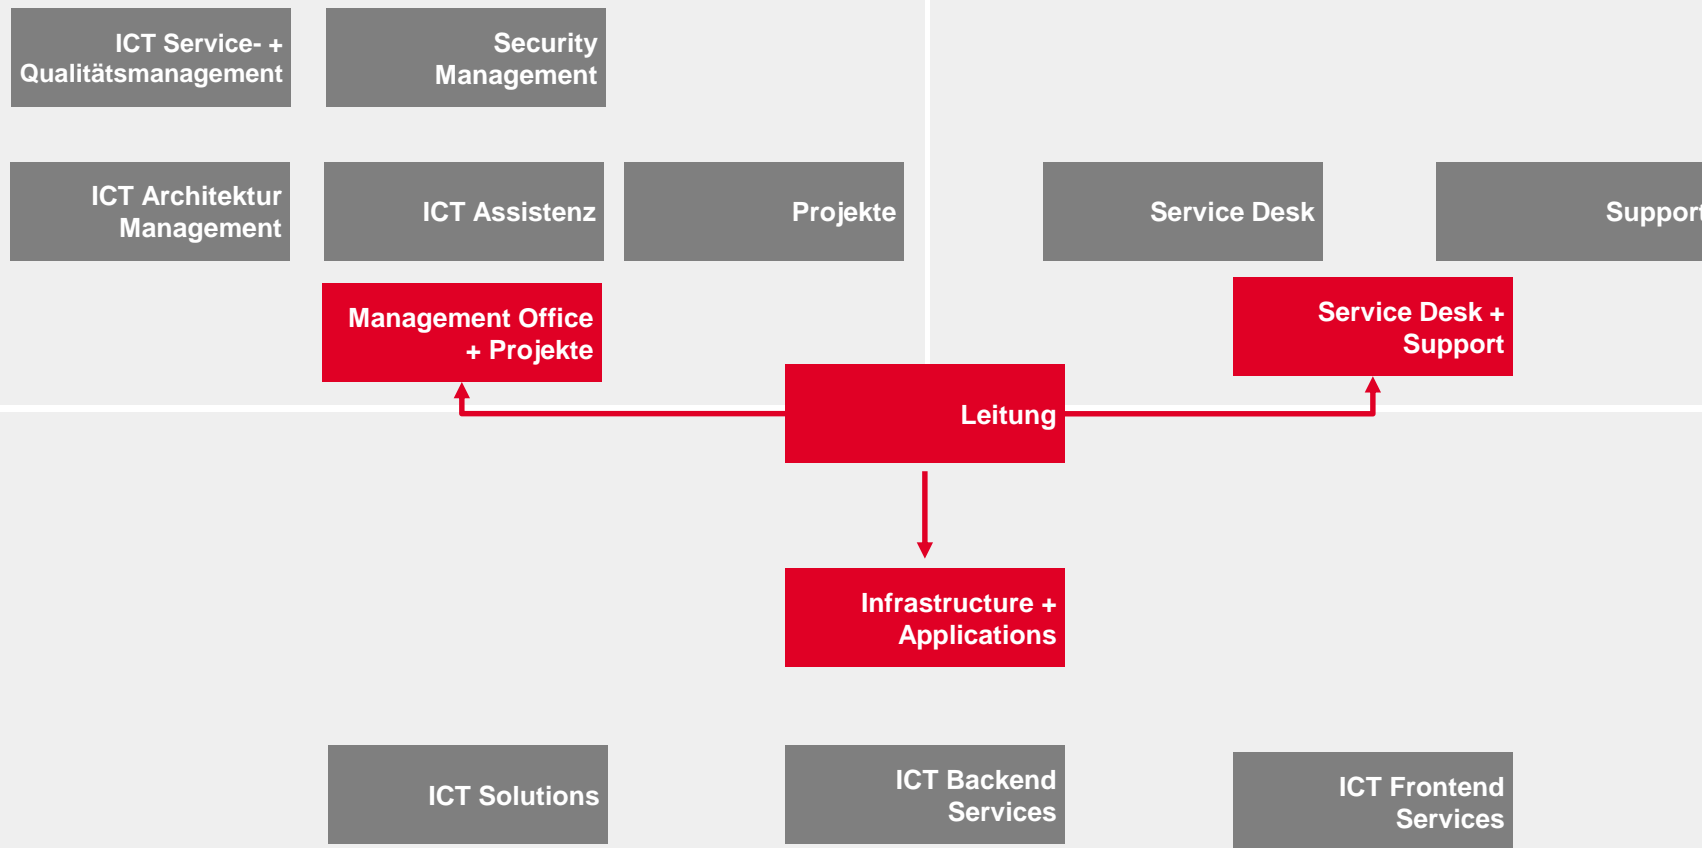 ICT Service- +
Qualitätsmanagement
Security
Management
ICT Architektur
Management
ICT Assistenz
Projekte
Service Desk
Support
Management Office
+ Projekte
Service Desk +
Support
Leitung
Infrastructure +
Applications
ICT Solutions
ICT Backend
Services
ICT Frontend
Services